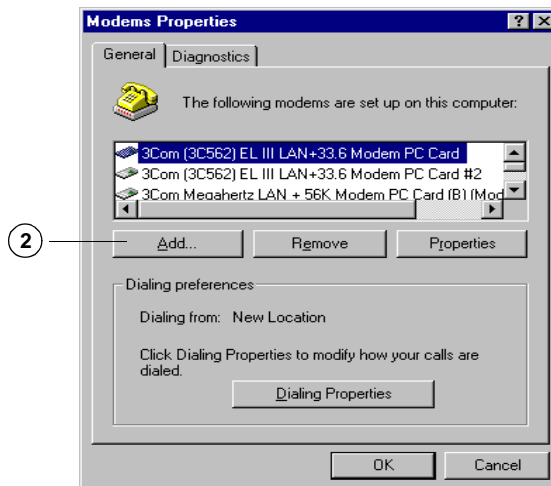 Modems Properties
General
Diagnostics
The following modems are set up on this computer:
3Com (3C562) EL III LAN+33.6 Modem PC Card
3Com (3C562) EL III LAN+33.6 Modem PC Card #2
3Com Megahertz LAN + 56K Modem PC Card (B) (Mod
2
Add...
Remove
Properties
Dialing preferences
Dialing from: New Location
Click Dialing Properties to modify how your calls are
dialed.
Dialing Properties
OK
Cancel